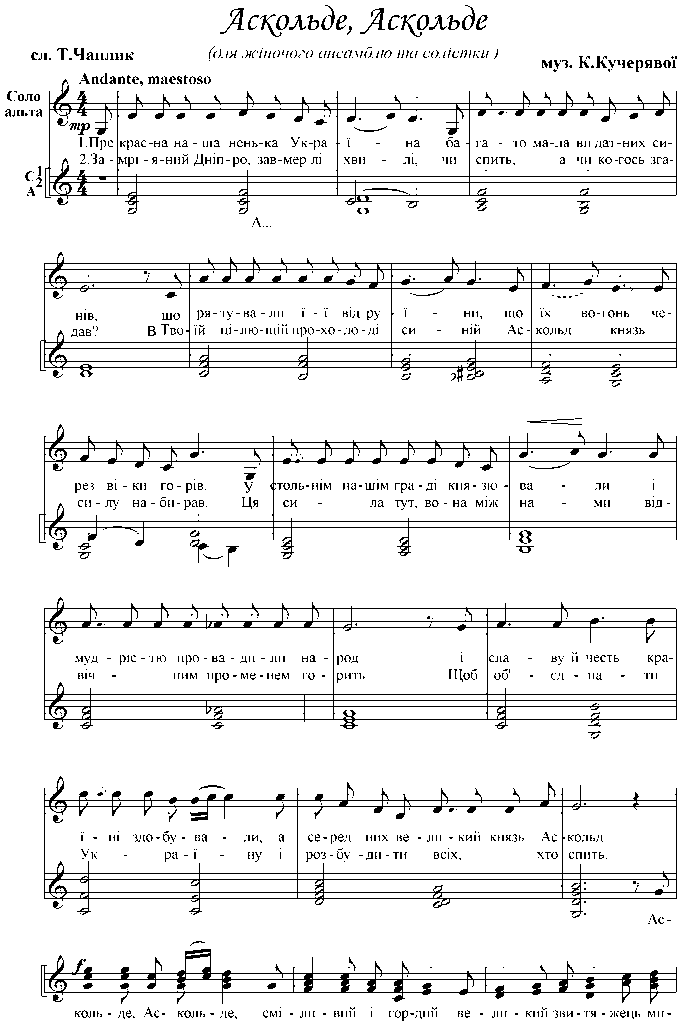 Аскольде, Аскольде
(для жіночого ансамблю та солістки)
сл. Т.Чаплик
муз. К.Кучерявої
Andante, maestoso
Соло альта
mp
1.Пре-крас-на на-ша нень-ка Ук-ра-ї-на ба-га-то ма-ла видат-них си-
2.За-мрі-я-ний Дніп-ро, зав-мер лі хви-лі, чи спить, а чи ко-гось зга-
С 1 2
А
А...
нів, що ря-ту-ва-ли ї-ї від ру-ї-ни, що їх во-гонь че-
дав? В Тво-їй ці-лю-щій про-хо-ло-ді си-ній Ас-кольд князь
рез ві-ки го-рів. У столь-нім на-шім гра-ді кня-зю-ва-ли і
си-лу на-би-рав. Ця си-ла тут, во-на між на-ми від-
муд-ріс-тю про-ва-ди-ли на-род і сла-ву й честь кра-
віч-ним про-ме-нем го-рить. Щоб об'-єд-на-ти
ї-ні здо-бу-ва-ли, а се-ред них ве-ли-кий князь Ас-кольд
Ук-ра-ї-ну і роз-бу-ди-ти всіх, хто спить.
Ас-
f
коль-де, Ас-коль-де, смі-ли-вий і гор-дий ве-ли-кий зви-тя-жець ми-